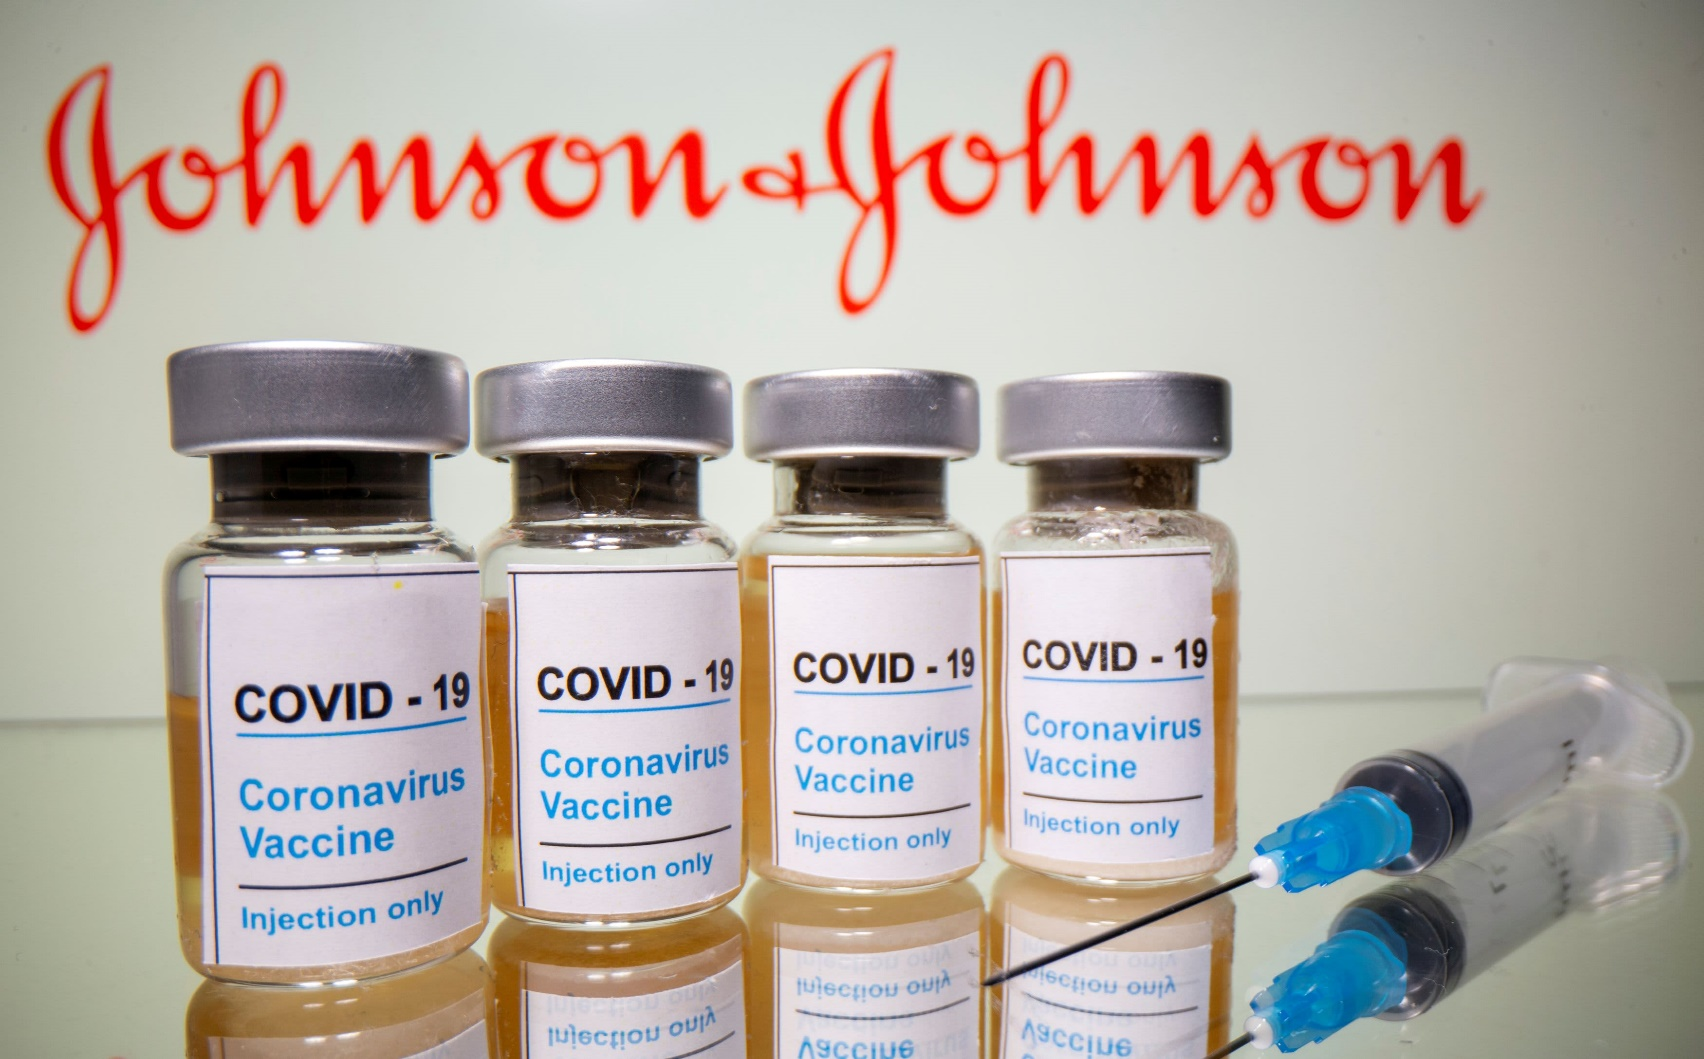 Johnson & Johnson
COVID - 19
Coronavirus
Vaccine
Injection only
COVID - 19
Coronavirus
Vaccine
Injection only
COVID - 19
Coronavirus
Vaccine
Injection only
COVID - 19
Coronavirus
Vaccine
Injection only